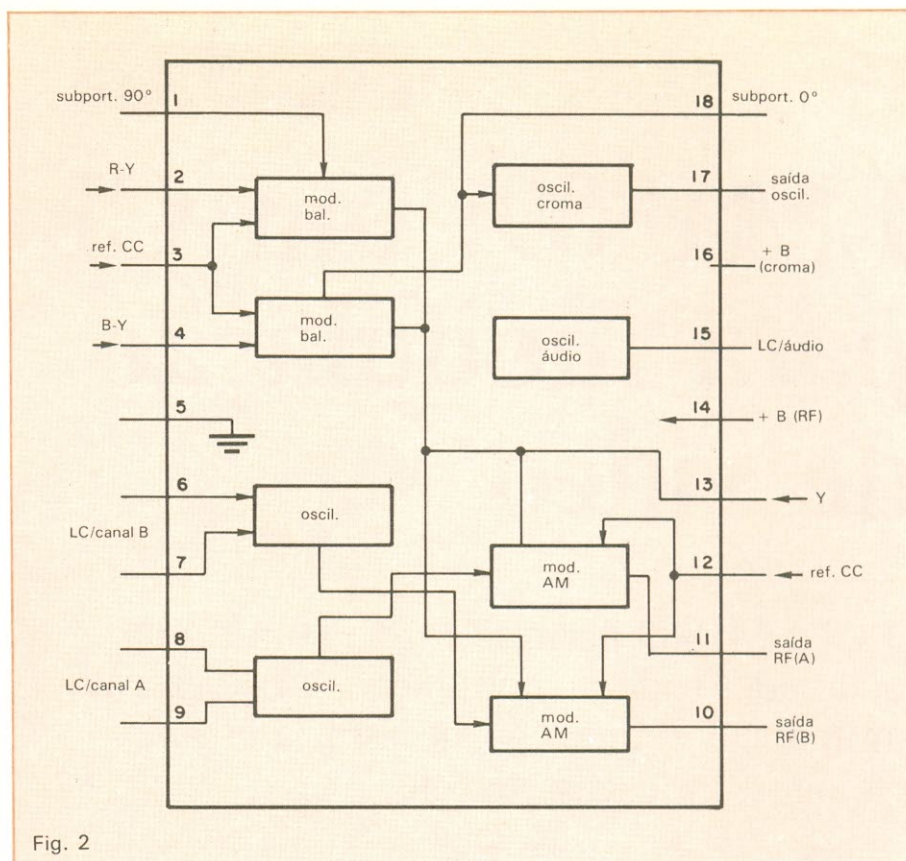 subport. 90°
1
R-Y
2
ref. CC
3
B-Y
4
5
6
LC/canal B
7
8
LC/canal A
9
mod.
bal.
mod.
bal.
oscil.
oscil.
oscil.
croma
oscil.
áudio
mod.
AM
mod.
AM
18
subport. 0°
17
saída
oscil.
16
+ B
(croma)
15
LC/áudio
14
+ B (RF)
13
Y
12
ref. CC
11
saída
RF(A)
10
saída
RF(B)
Fig. 2